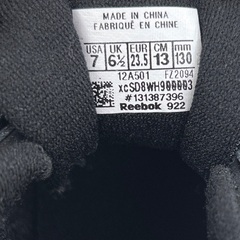 MADE IN CHINA
FABRIQUÉ EN CHINE
USA UK EUR CM mm
7 6½ 23.5 13 130
12A501 FZ2094
#131387396
Reebok 922